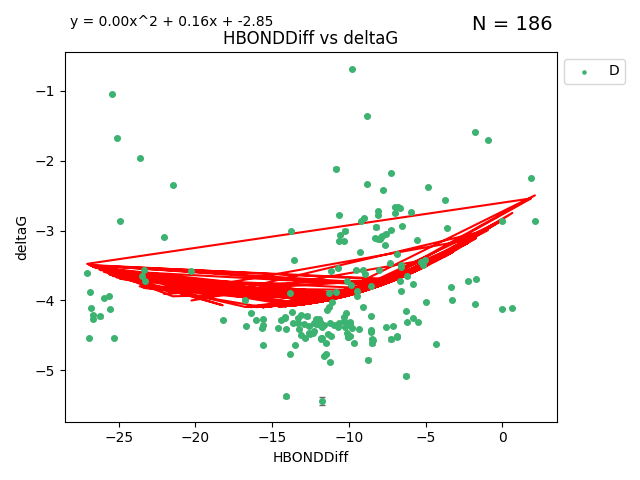 y = 0.00x^2 + 0.16x + -2.85
N = 186
HBONDDiff vs deltaG
D
−1
−2
−3
−4
−5
deltaG
−25
−20
−15
−10
−5
0
HBONDDiff